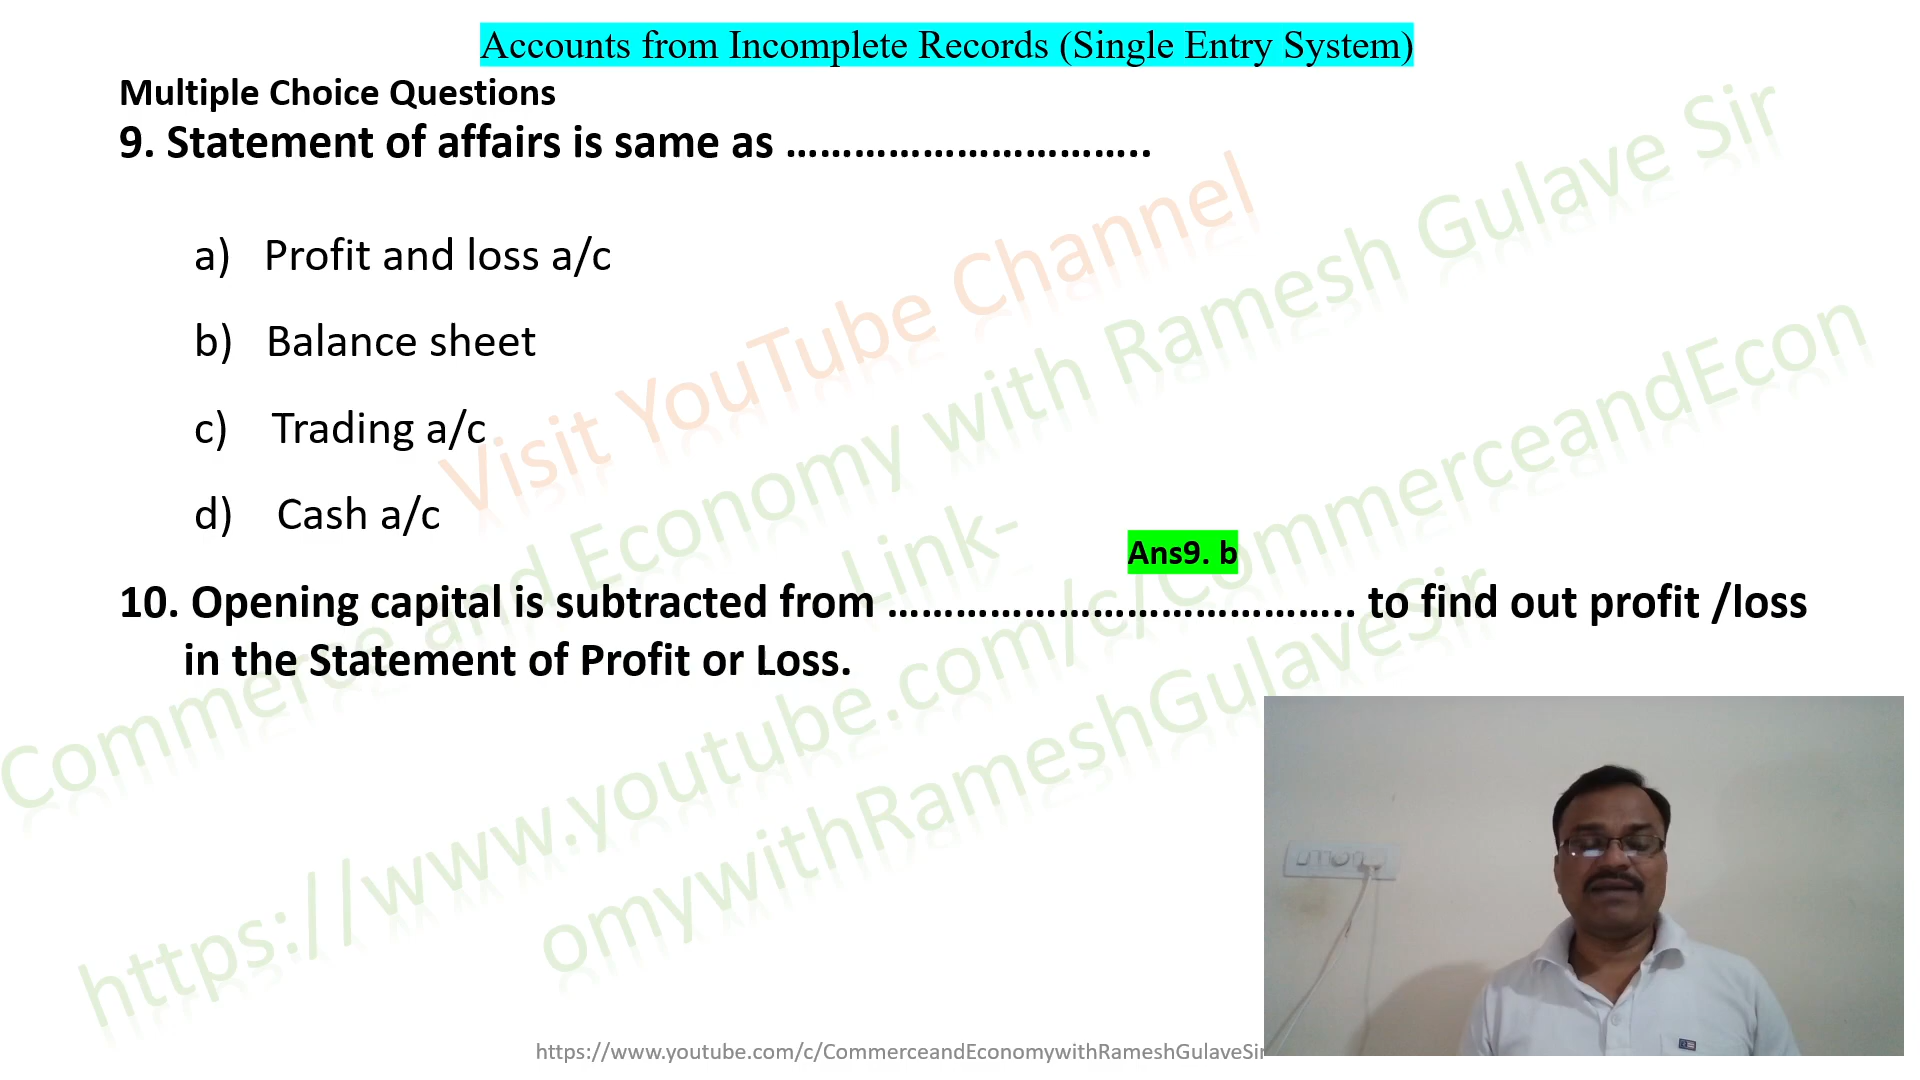 Accounts from Incomplete Records (Single Entry System)
Multiple Choice Questions
9. Statement of affairs is same as …………………………..
a) Profit and loss a/c
b) Balance sheet
c) Trading a/c
d) Cash a/c
Ans9. b
10. Opening capital is subtracted from ………………………………….. to find out profit /loss
in the Statement of Profit or Loss.
Visit YouTube Channel
Commerce and Economy with Ramesh Gulave Sir
Link-
https://www.youtube.com/c/CommerceandEcon
omywithRameshGulaveSir
https://www.youtube.com/c/CommerceandEconomywithRameshGulaveSir